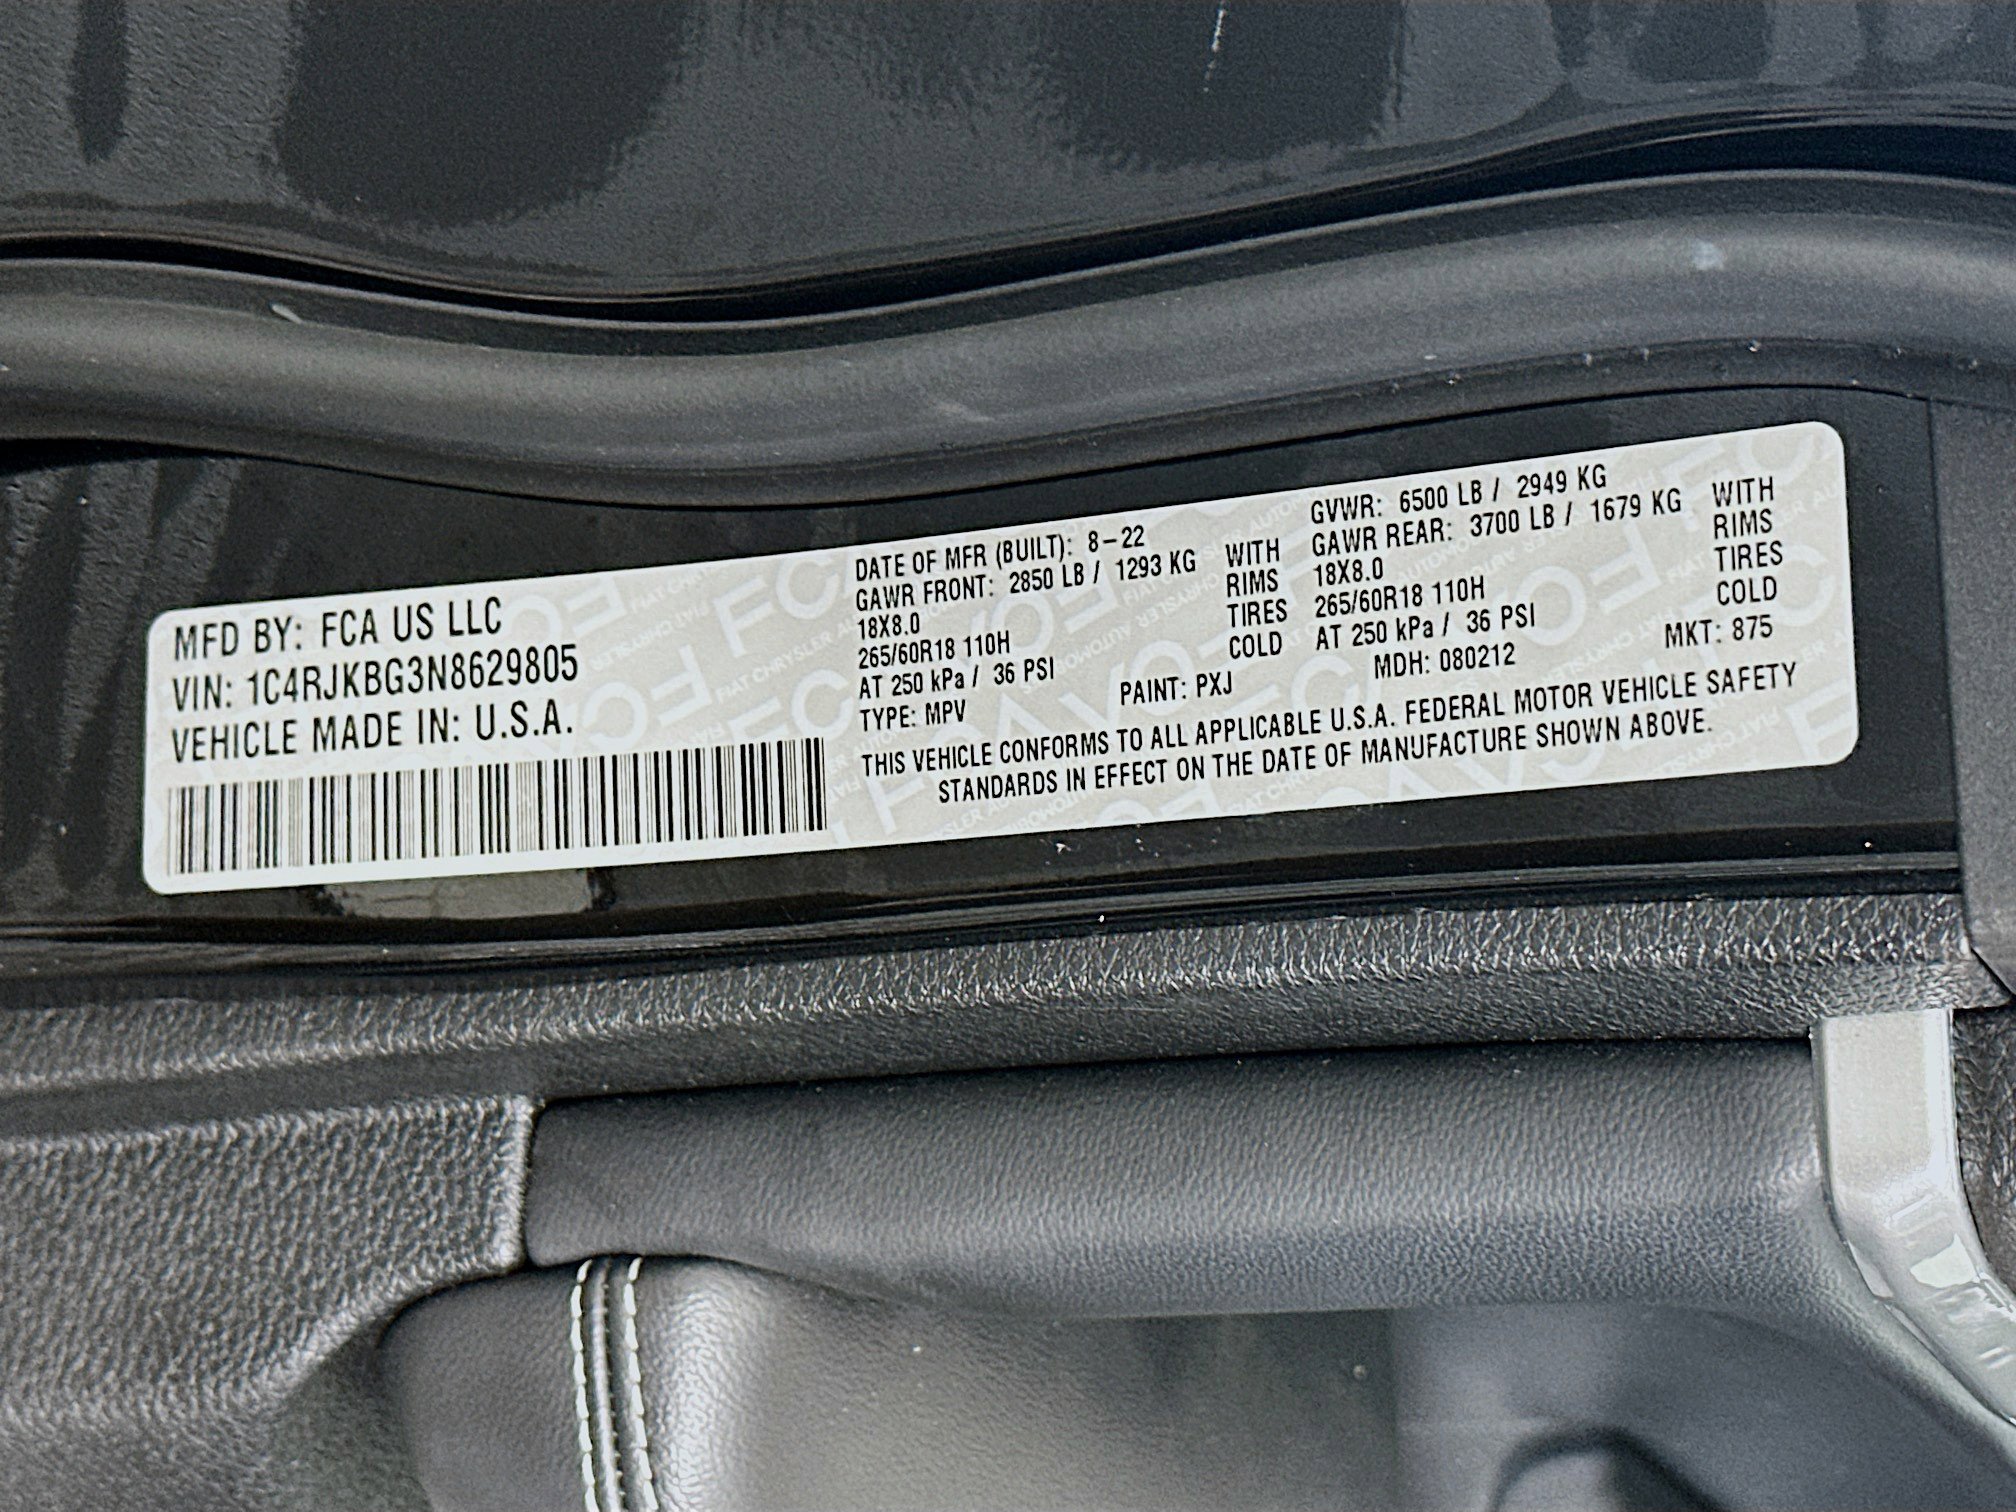 MFD BY: FCA US LLC
VIN: 1C4RJKBG3N8629805
VEHICLE MADE IN: U.S.A.
DATE OF MFR (BUILT): 8-22
GAWR FRONT: 2850 LB / 1293 KG WITH
18X8.0 RIMS
265/60R18 110H TIRES
AT 250 kPa / 36 PSI COLD
GVWR: 6500 LB / 2949 KG
GAWR REAR: 3700 LB / 1679 KG WITH
18X8.0 RIMS
265/60R18 110H TIRES
AT 250 kPa / 36 PSI COLD
TYPE: MPV PAINT: PXJ MDH: 080212 MKT: 875
THIS VEHICLE CONFORMS TO ALL APPLICABLE U.S.A. FEDERAL MOTOR VEHICLE SAFETY
STANDARDS IN EFFECT ON THE DATE OF MANUFACTURE SHOWN ABOVE.